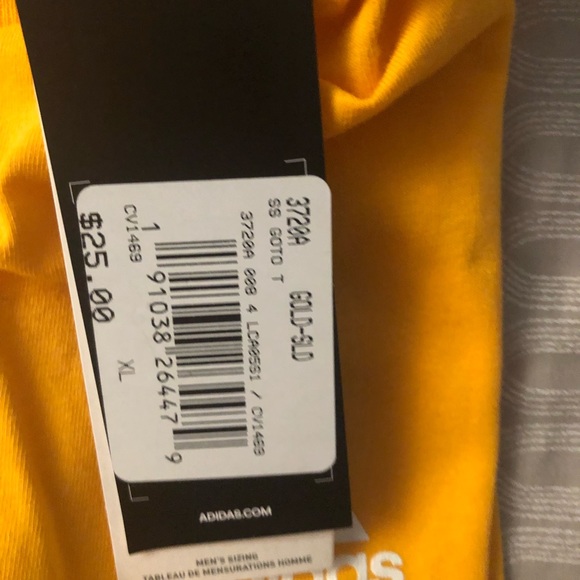 3720A GOLD-GLD
SS GOTO T
3720A 008 4 LCA05S1 / CV1469
1 91038 26447 9
CV1469 XL
$25.00
ADIDAS.COM
MEN'S SIZING
TABLEAU DE MENSURATIONS HOMME